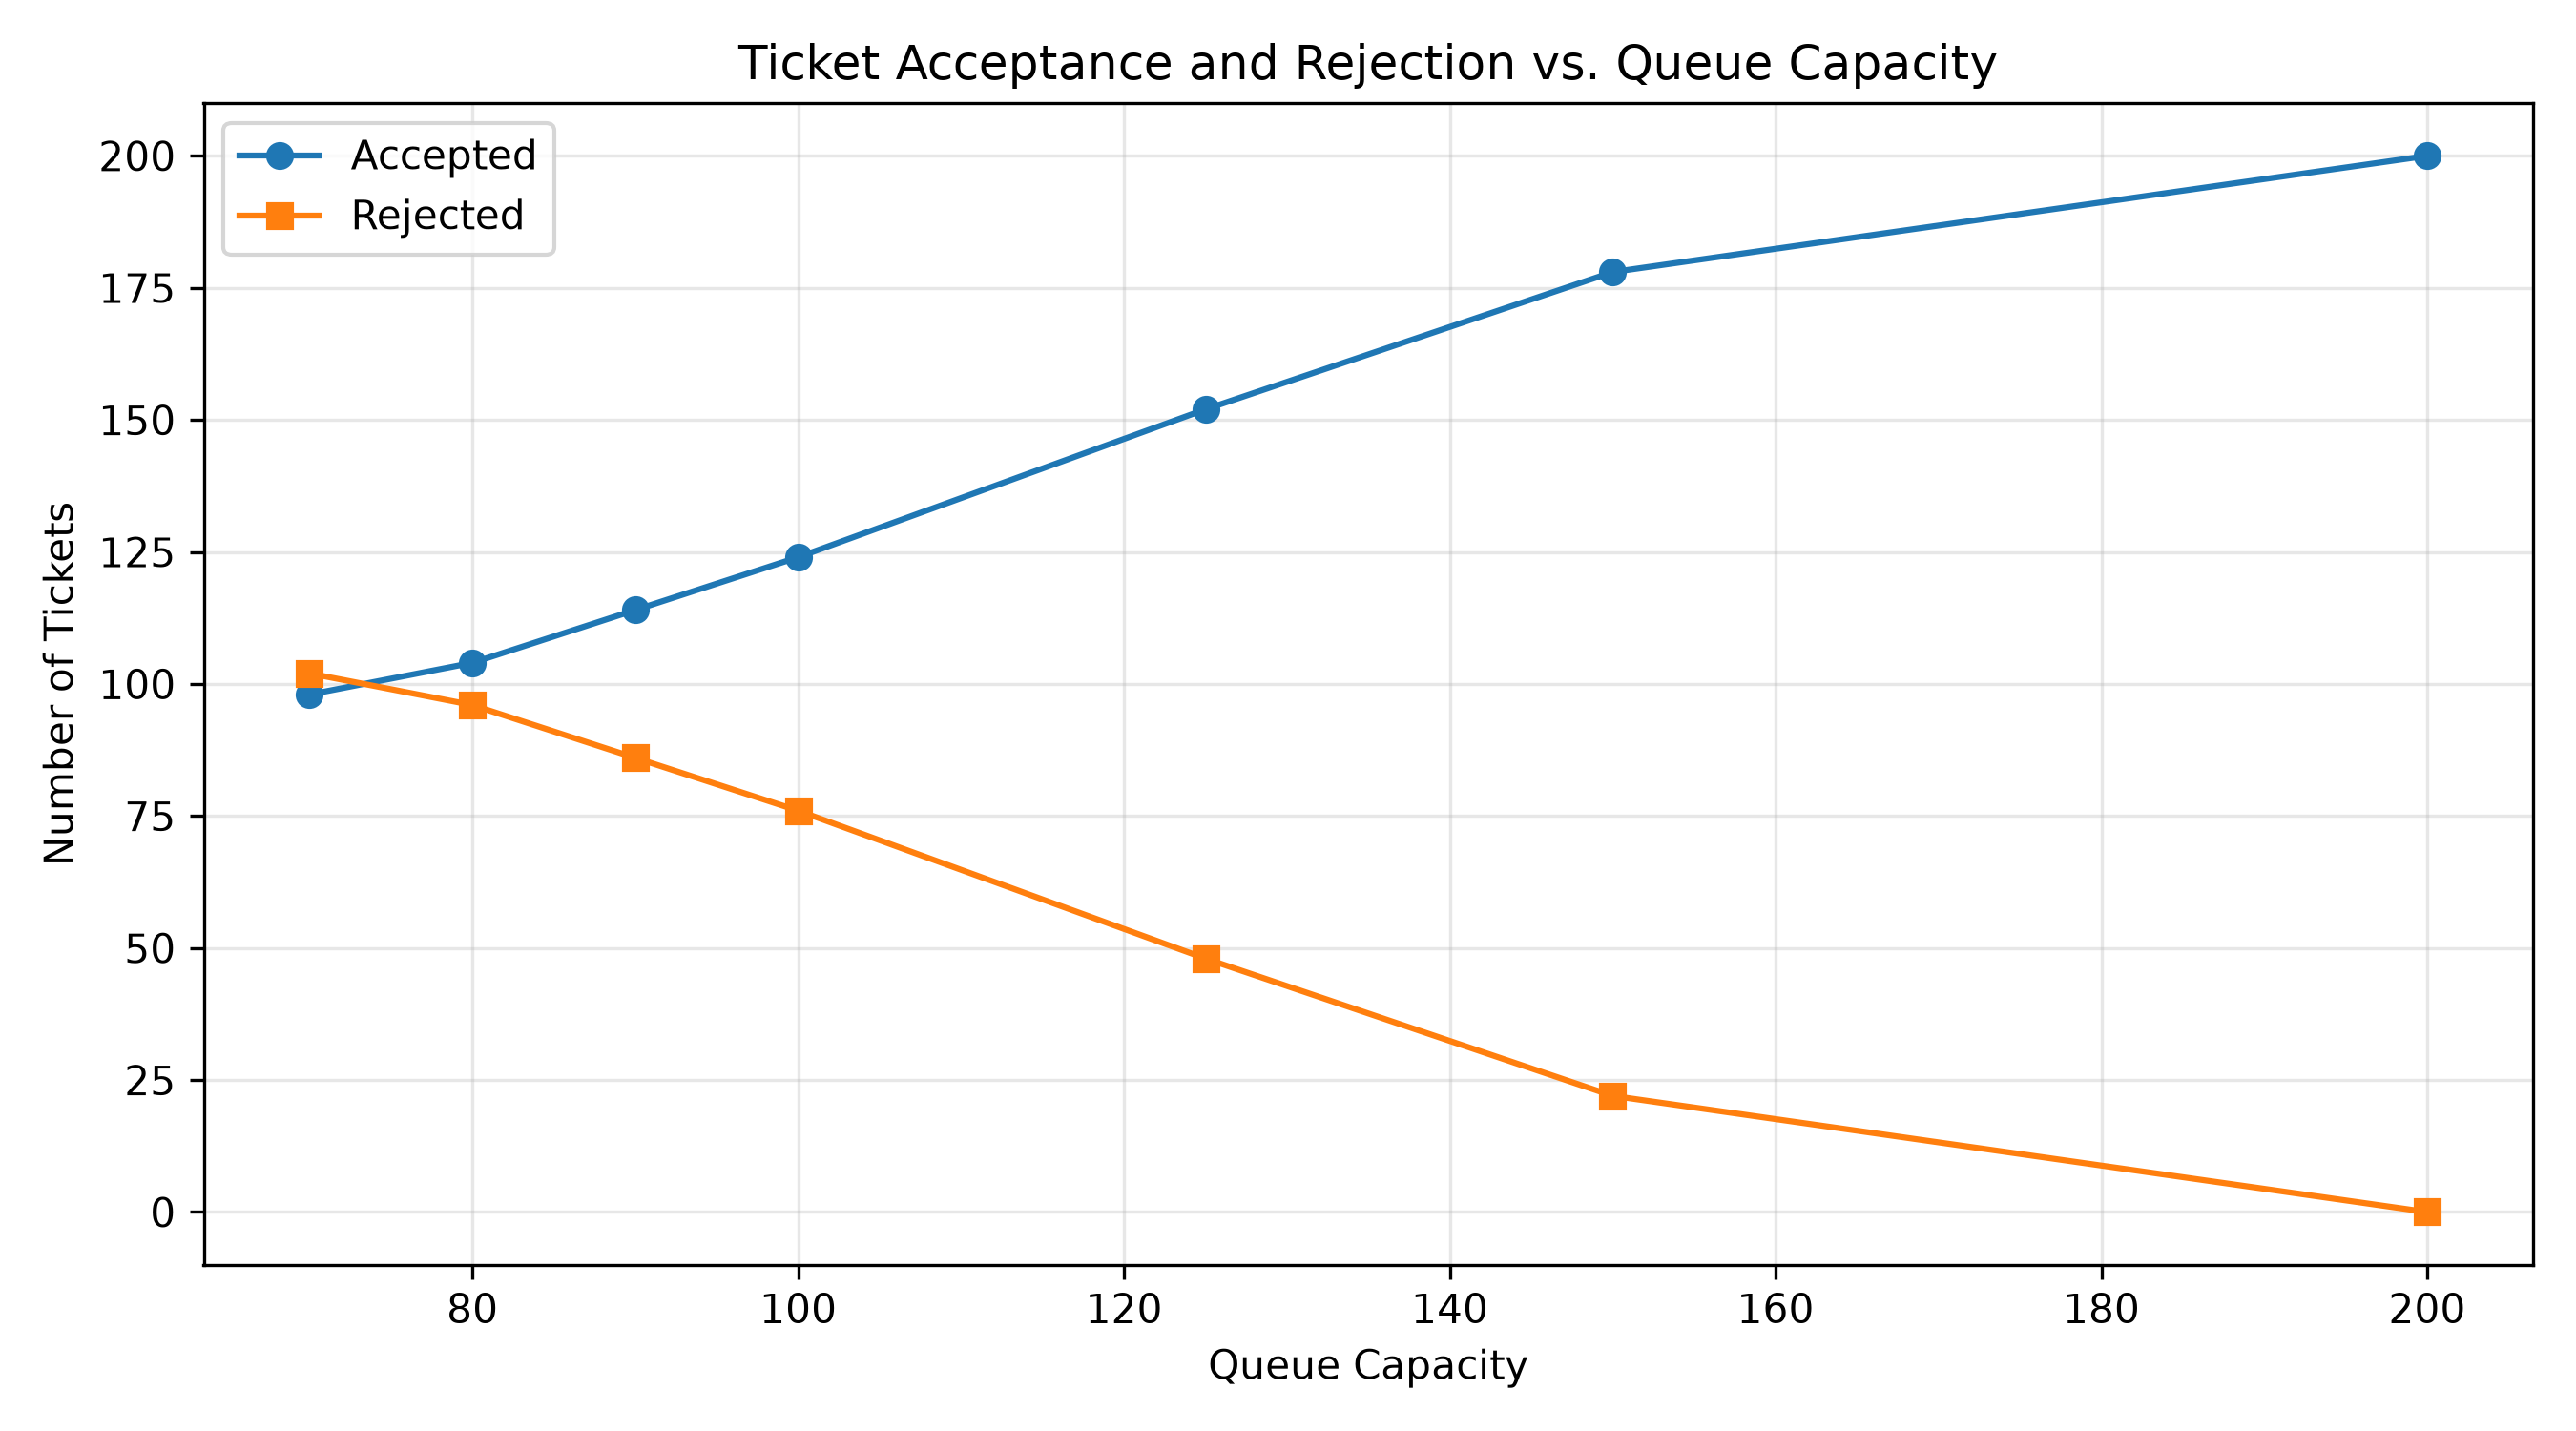 Ticket Acceptance and Rejection vs. Queue Capacity
Accepted
Rejected
Number of Tickets
200
175
150
125
100
75
50
25
0
80 100 120 140 160 180 200
Queue Capacity